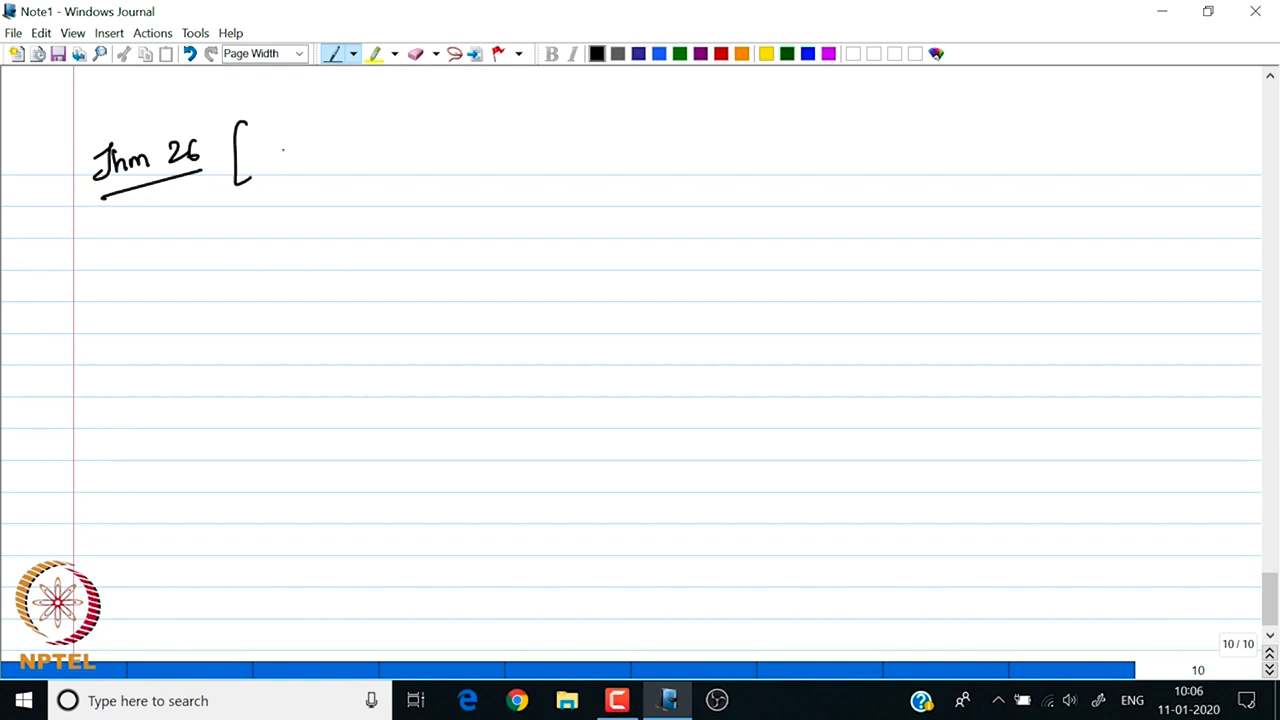 Note1 - Windows Journal
File Edit View Insert Actions Tools Help
Page Width B I
Thm 26 [
10 / 10
NPTEL
10
Type here to search
ENG
10:06
11-01-2020